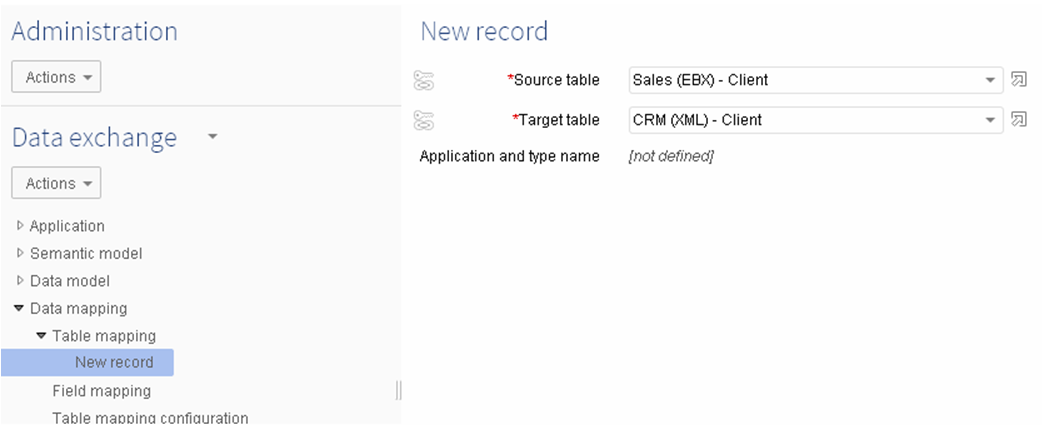 Administration
Actions
Data exchange
Actions
Application
Semantic model
Data model
Data mapping
Table mapping
New record
Field mapping
Table mapping configuration
New record
*Source table Sales (EBX) - Client
*Target table CRM (XML) - Client
Application and type name [not defined]